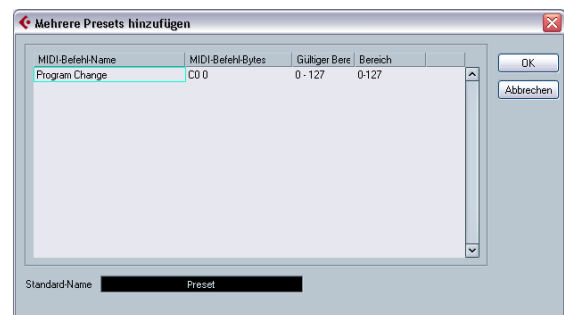 Mehrere Presets hinzufügen
MIDI-Befehl-Name MIDI-Befehl-Bytes Gültiger Bere Bereich
Program Change C0 0 0 - 127 0-127
OK
Abbrechen
Standard-Name Preset